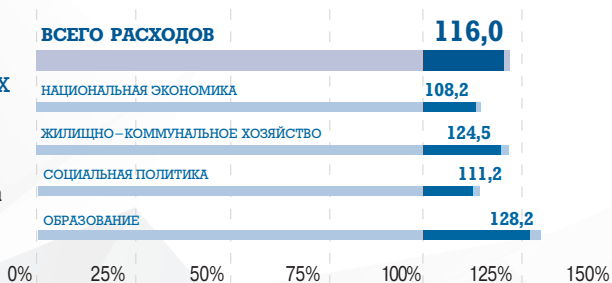 ВСЕГО РАСХОДОВ 116,0
Х
НАЦИОНАЛЬНАЯ ЭКОНОМИКА 108,2
ЖИЛИЩНО–КОММУНАЛЬНОЕ ХОЗЯЙСТВО 124,5
СОЦИАЛЬНАЯ ПОЛИТИКА 111,2
ОБРАЗОВАНИЕ 128,2
0% 25% 50% 75% 100% 125% 150%